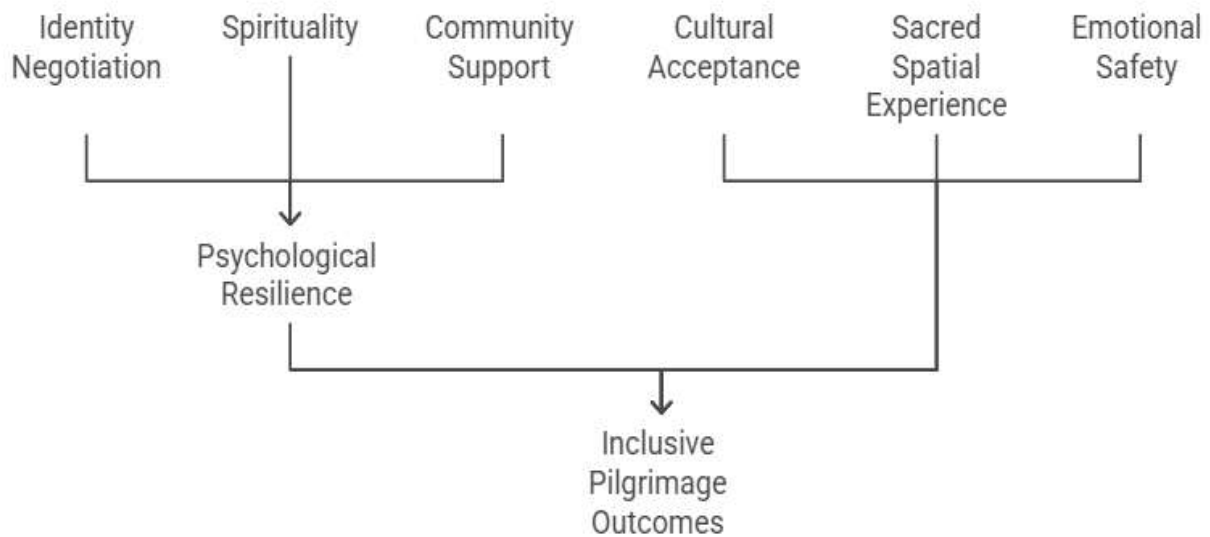 Identity
Negotiation
Spirituality
Community
Support
Cultural
Acceptance
Sacred
Spatial
Experience
Emotional
Safety
Psychological
Resilience
Inclusive
Pilgrimage
Outcomes